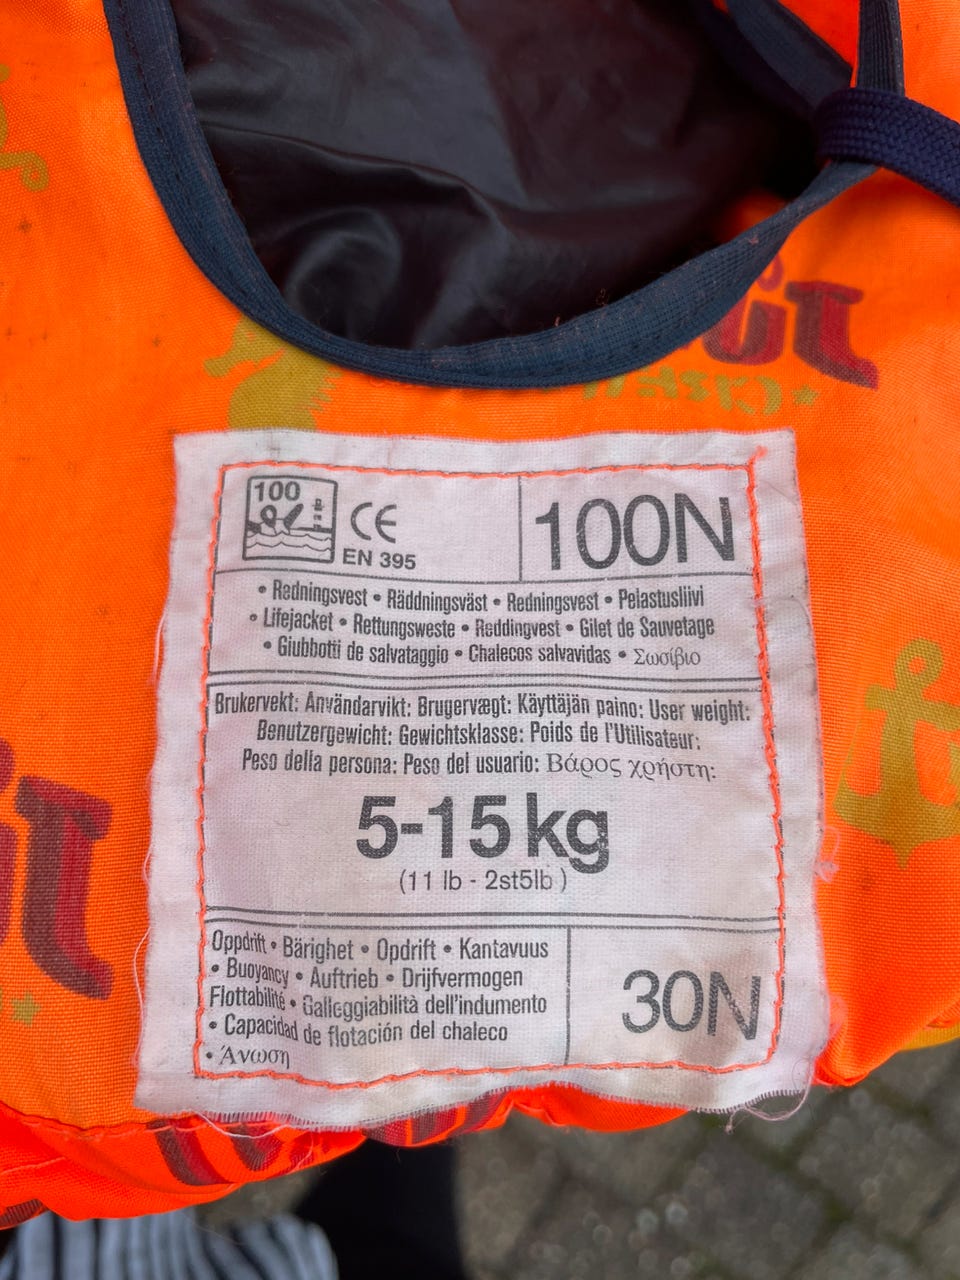 100
CE
EN 395
100N
• Redningsvest • Räddningsväst • Redningsvest • Pelastusliivi
• Lifejacket • Rettungsweste • Reddingvest • Gilet de Sauvetage
• Giubbotti de salvataggio • Chalecos salvavidas • Σωσίβιο
Brukervekt: Användarvikt: Brugervægt: Käyttäjän paino: User weight:
Benutzergewicht: Gewichtsklasse: Poids de l'Utilisateur:
Peso della persona: Peso del usuario: Βάρος χρήστη:
5-15 kg
(11 lb - 2st5lb )
Oppdrift • Bärighet • Opdrift • Kantavuus
• Buoyancy • Auftrieb • Drijfvermogen
Flottabilité • Galleggiabilità dell'indumento
• Capacidad de flotación del chaleco
• Άνωση
30N